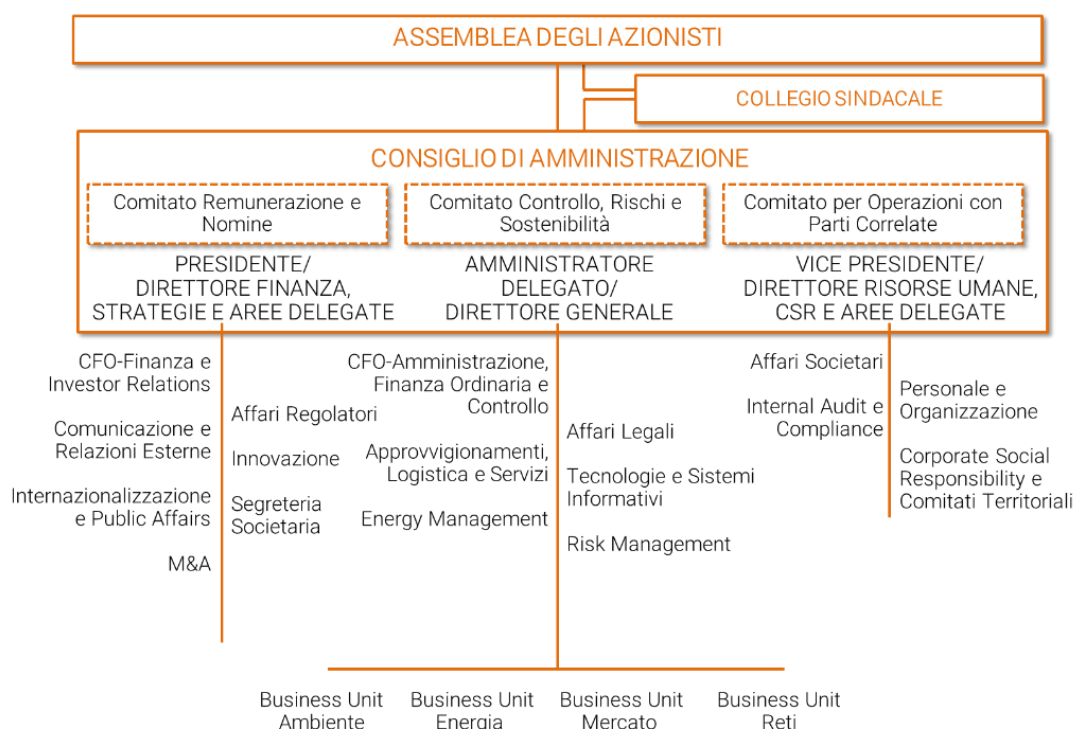 ASSEMBLEA DEGLI AZIONISTI
COLLEGIO SINDACALE
CONSIGLIO DI AMMINISTRAZIONE
Comitato Remunerazione e
Nomine
Comitato Controllo, Rischi e
Sostenibilità
Comitato per Operazioni con
Parti Correlate
PRESIDENTE/
DIRETTORE FINANZA,
STRATEGIE E AREE DELEGATE
AMMINISTRATORE
DELEGATO/
DIRETTORE GENERALE
VICE PRESIDENTE/
DIRETTORE RISORSE UMANE,
CSR E AREE DELEGATE
CFO-Finanza e
Investor Relations
Comunicazione e
Relazioni Esterne
Internazionalizzazione
e Public Affairs
M&A
Affari Regolatori
Innovazione
Segreteria
Societaria
CFO-Amministrazione,
Finanza Ordinaria e
Controllo
Approvvigionamenti,
Logistica e Servizi
Energy Management
Affari Legali
Tecnologie e Sistemi
Informativi
Risk Management
Affari Societari
Internal Audit e
Compliance
Personale e
Organizzazione
Corporate Social
Responsibility e
Comitati Territoriali
Business Unit
Ambiente
Business Unit
Energia
Business Unit
Mercato
Business Unit
Reti